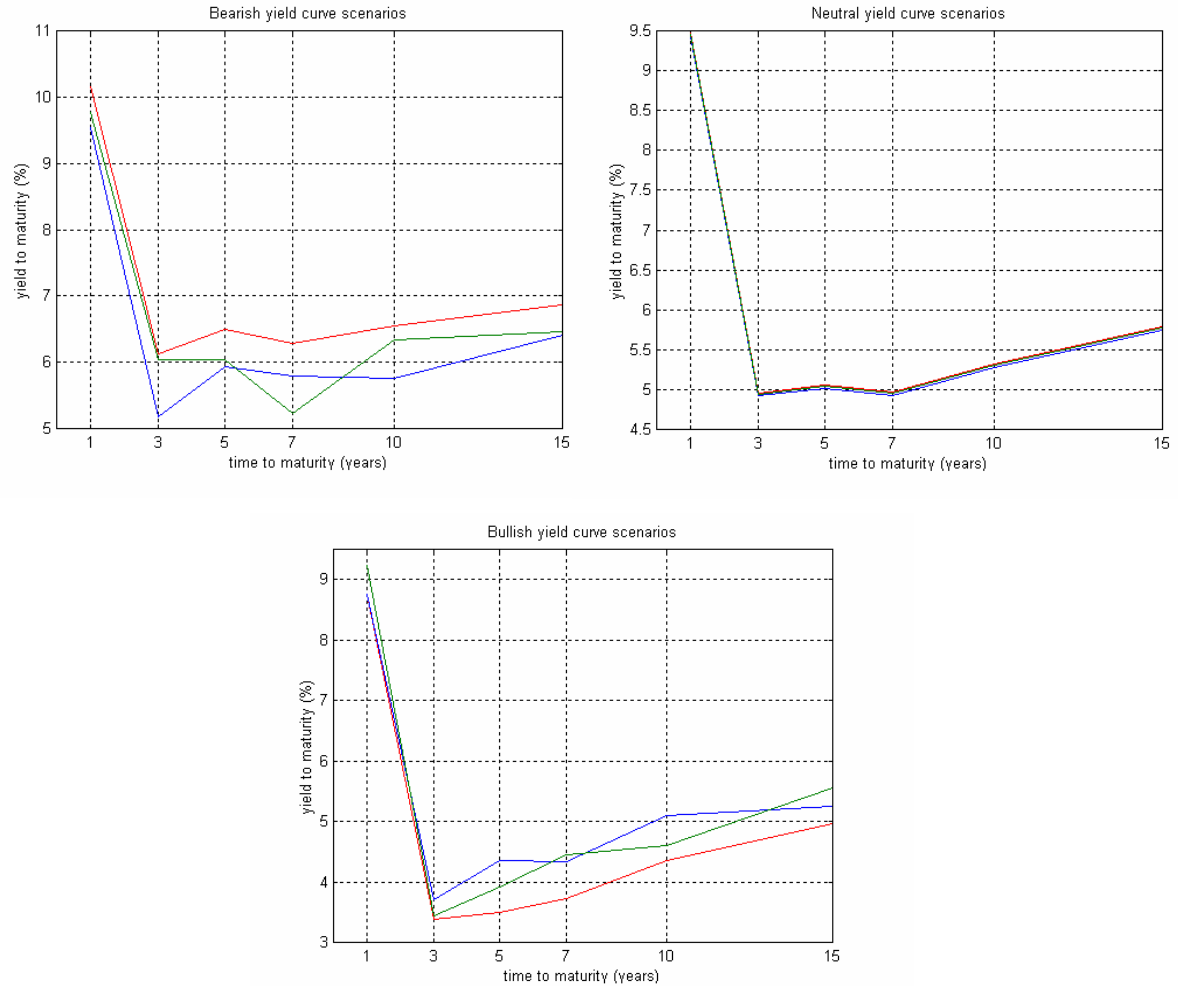 Bearish yield curve scenarios
11
10
9
8
7
6
5
yield to maturity (%)
1 3 5 7 10 15
time to maturity (years)
Neutral yield curve scenarios
9.5
9
8.5
8
7.5
7
6.5
6
5.5
5
4.5
yield to maturity (%)
1 3 5 7 10 15
time to maturity (years)
Bullish yield curve scenarios
9
8
7
6
5
4
3
yield to maturity (%)
1 3 5 7 10 15
time to maturity (years)